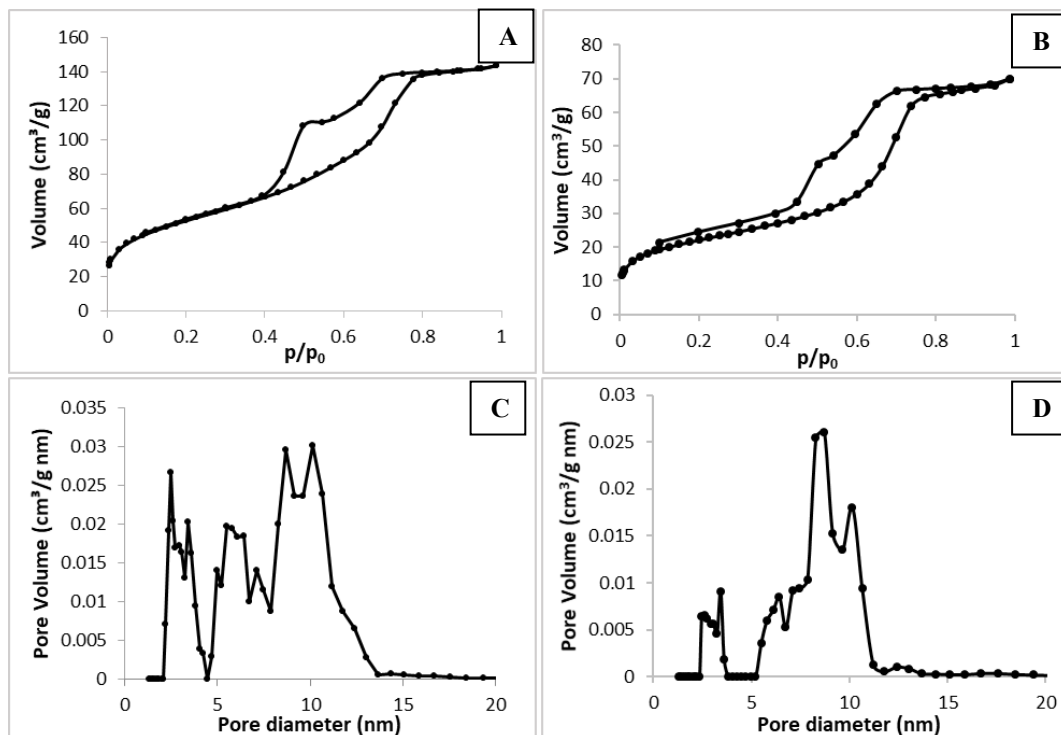 A
Volume (cm³/g)
160
140
120
100
80
60
40
20
0
0 0.2 0.4 0.6 0.8 1
p/p₀
B
Volume (cm³/g)
80
70
60
50
40
30
20
10
0
0 0.2 0.4 0.6 0.8 1
p/p₀
C
Pore Volume (cm³/g nm)
0.035
0.03
0.025
0.02
0.015
0.01
0.005
0
0 5 10 15 20
Pore diameter (nm)
D
Pore Volume (cm³/g nm)
0.03
0.025
0.02
0.015
0.01
0.005
0
0 5 10 15 20
Pore diameter (nm)